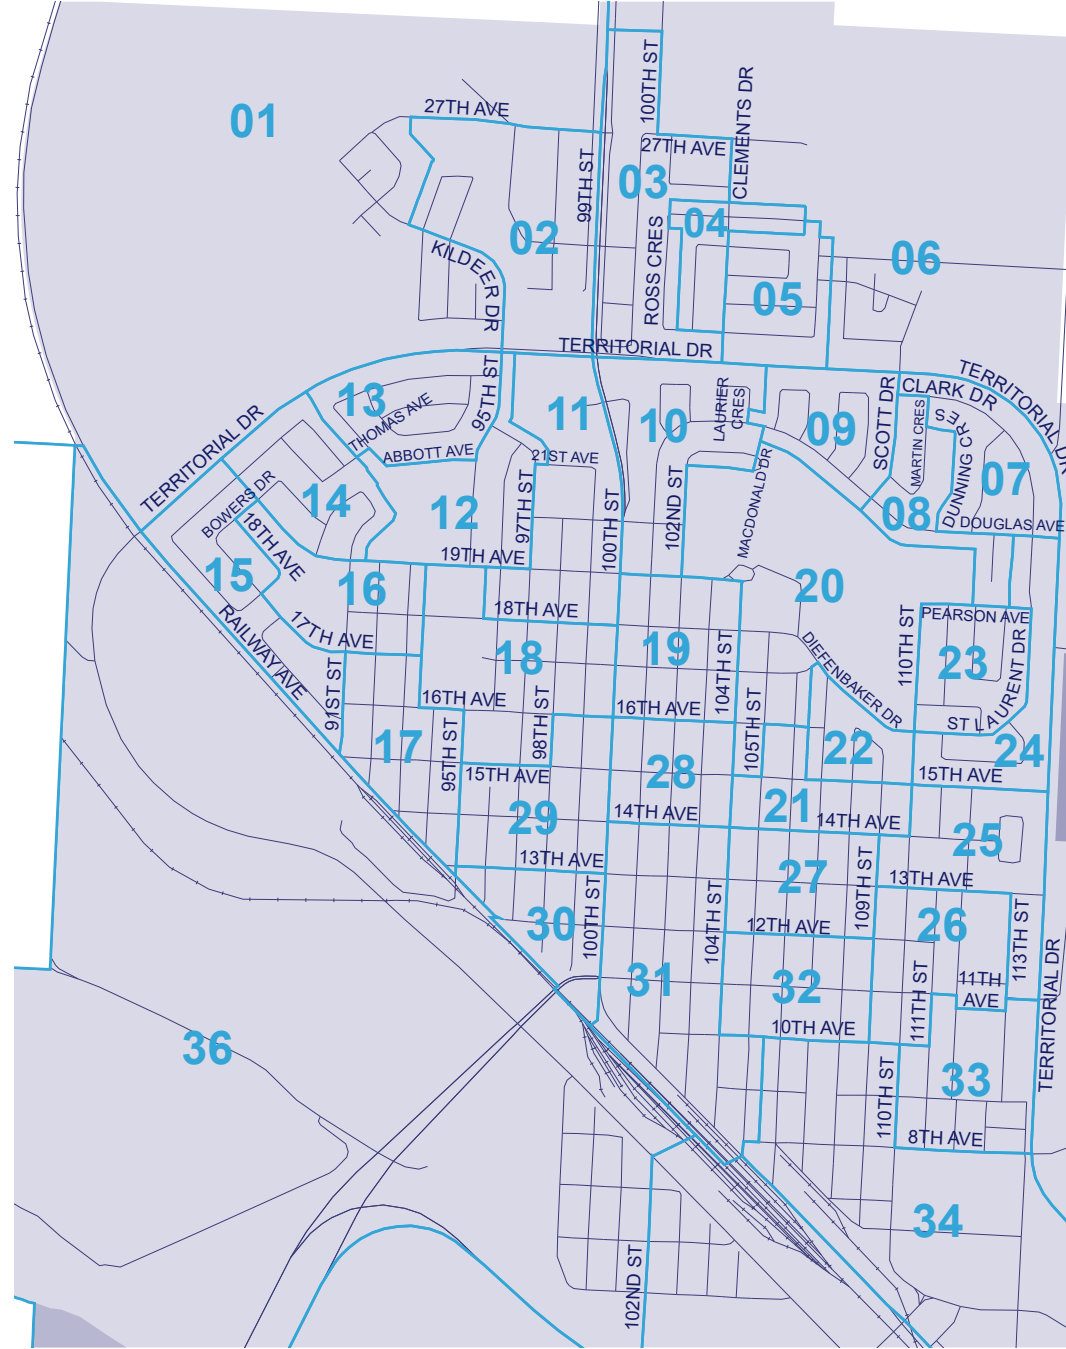 01
27TH AVE
100TH ST
CLEMENTS DR
27TH AVE
99TH ST
03
02
KILDEER DR
ROSS CRES
04
05
06
TERRITORIAL DR
TERRITORIAL DR
13
THOMAS AVE
95TH ST
ABBOTT AVE
11
21ST AVE
10
LAURIER
CRES
09
SCOTT DR
CLARK DR
MARTIN CRES
DUNNING CRES
07
TERRITORIAL DR
BOWERS DR
14
12
97TH ST
100TH ST
102ND ST
MACDONALD DR
08
DOUGLAS AVE
18TH AVE
19TH AVE
15
16
20
RAILWAY AVE
17TH AVE
18TH AVE
18
19
104TH ST
DIEFENBAKER DR
110TH ST
PEARSON AVE
23
ST LAURENT DR
91ST ST
16TH AVE
98TH ST
16TH AVE
105TH ST
17
95TH ST
15TH AVE
28
22
15TH AVE
24
29
14TH AVE
21
14TH AVE
25
13TH AVE
27
109TH ST
13TH AVE
30
100TH ST
104TH ST
12TH AVE
26
113TH ST
31
32
111TH ST
11TH
AVE
TERRITORIAL DR
36
10TH AVE
110TH ST
33
8TH AVE
34
102ND ST